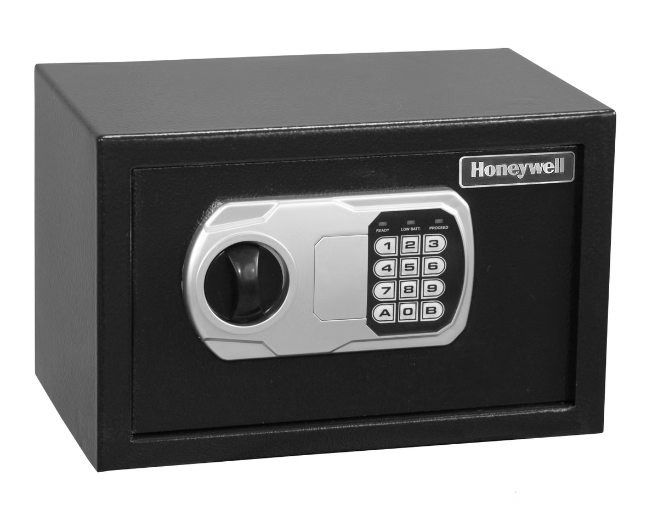 Honeywell
READY LOW BATT. PROCEED
1 2 3
4 5 6
7 8 9
A 0 B